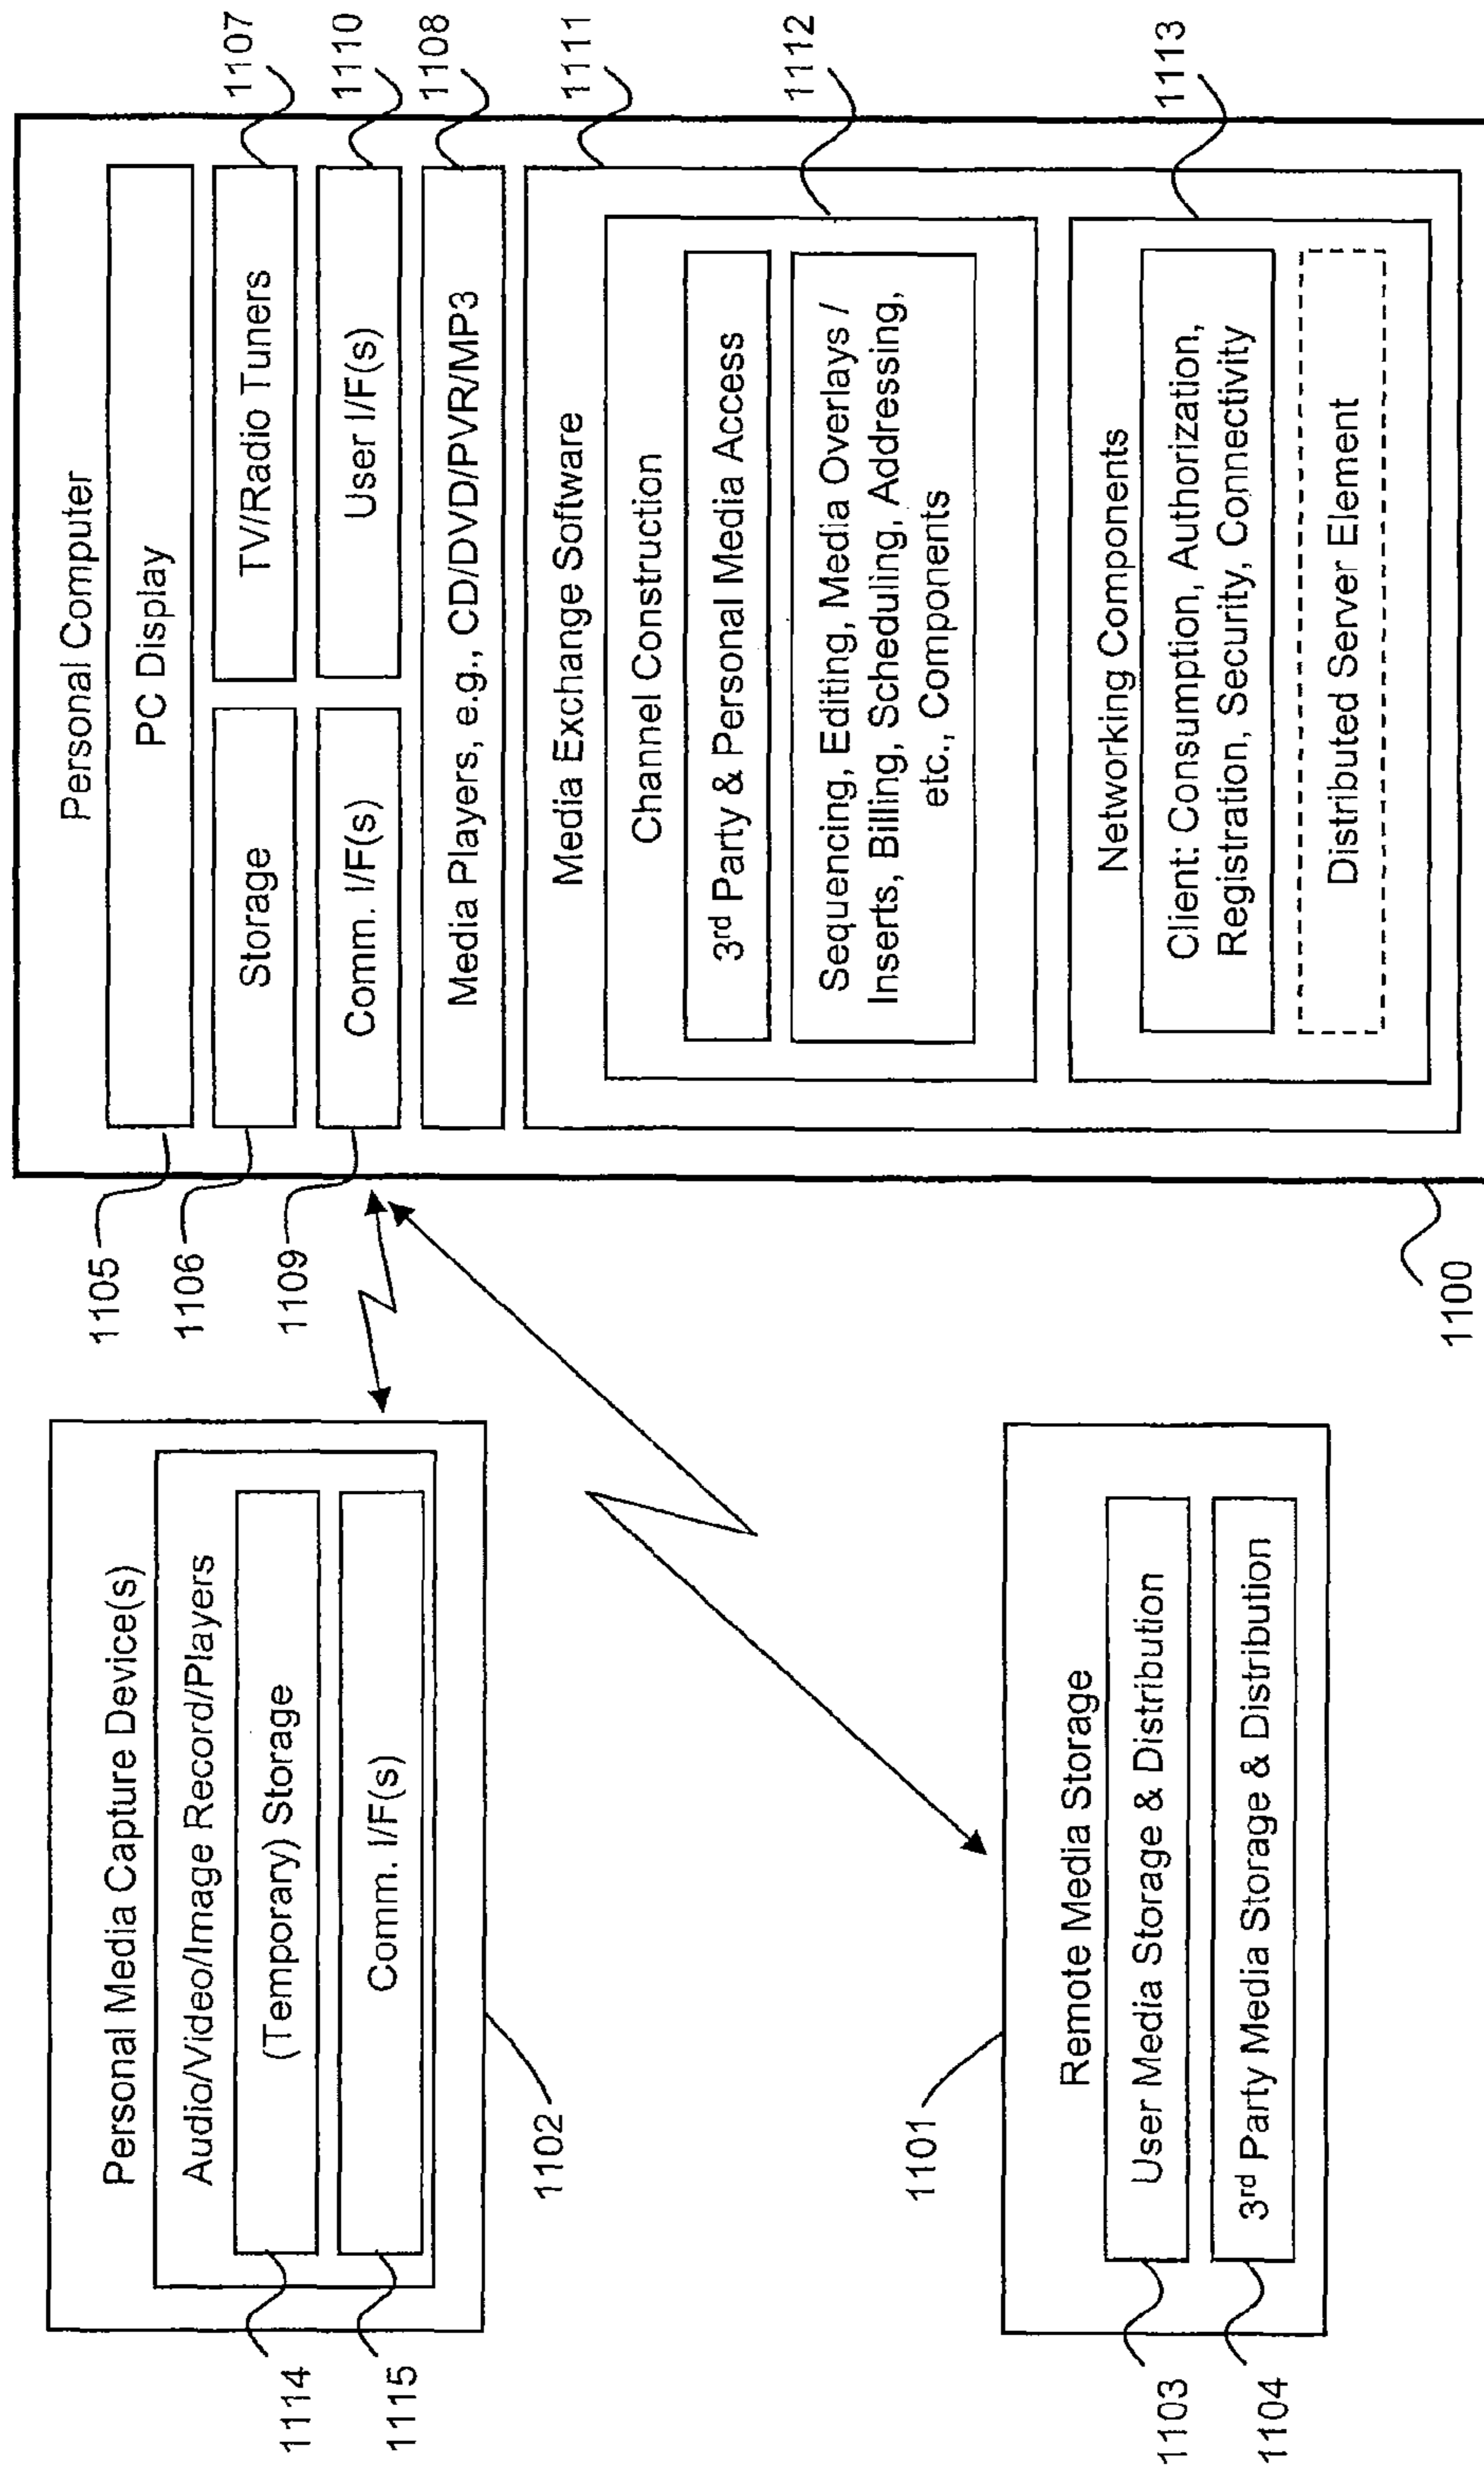 Personal Media Capture Device(s)
Audio/Video/Image Record/Players
(Temporary) Storage
Comm. I/F(s)
1114
1115
1102
1101
Remote Media Storage
User Media Storage & Distribution
3rd Party Media Storage & Distribution
1103
1104
Personal Computer
PC Display
Storage
TV/Radio Tuners
Comm. I/F(s)
User I/F(s)
Media Players, e.g., CD/DVD/PVR/MP3
Media Exchange Software
Channel Construction
3rd Party & Personal Media Access
Sequencing, Editing, Media Overlays /
Inserts, Billing, Scheduling, Addressing,
etc., Components
Networking Components
Client: Consumption, Authorization,
Registration, Security, Connectivity
Distributed Server Element
1105
1106
1109
1100
1107
1110
1108
1111
1112
1113